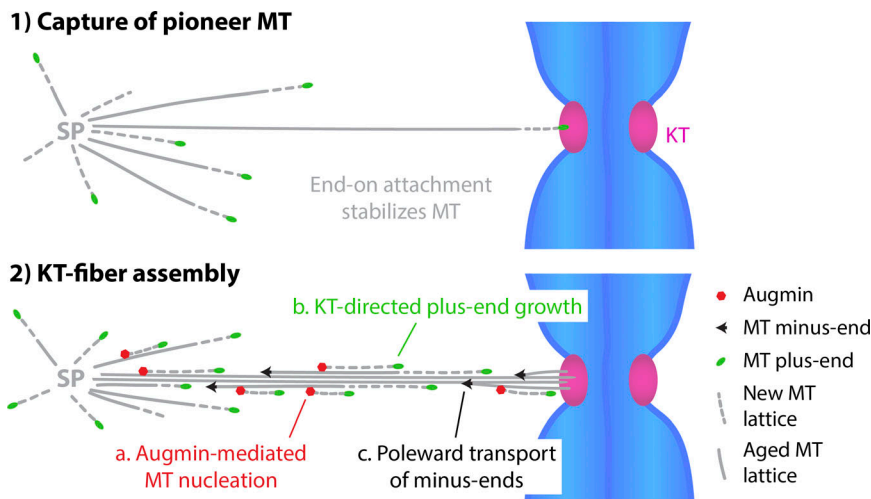 1) Capture of pioneer MT
SP
KT
End-on attachment
stabilizes MT
2) KT-fiber assembly
b. KT-directed plus-end growth
SP
a. Augmin-mediated
MT nucleation
c. Poleward transport
of minus-ends
Augmin
MT minus-end
MT plus-end
New MT
lattice
Aged MT
lattice